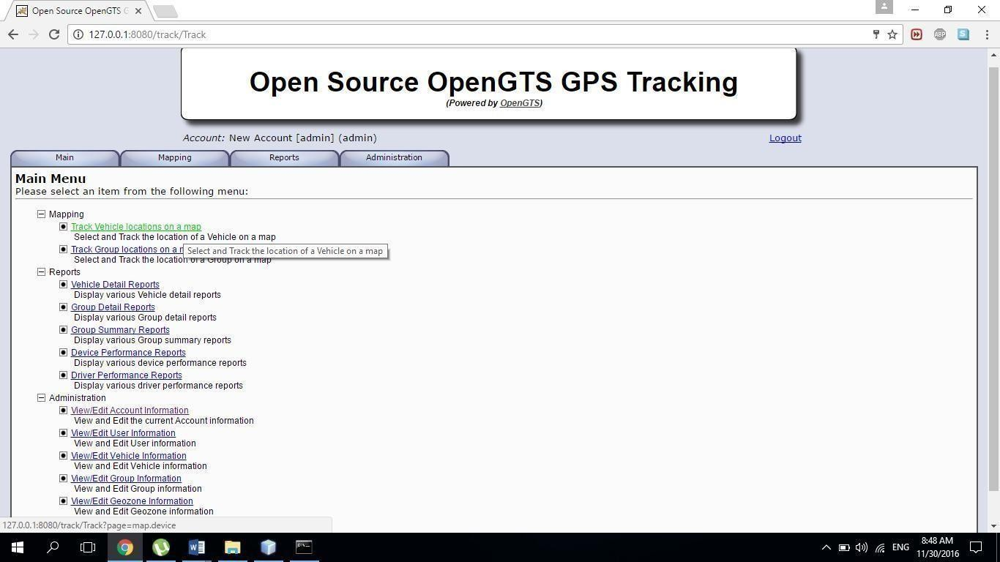 Open Source OpenGTS G
127.0.0.1:8080/track/Track
ABP
S
Open Source OpenGTS GPS Tracking
(Powered by OpenGTS)
Account: New Account [admin] (admin)
Logout
Main
Mapping
Reports
Administration
Main Menu
Please select an item from the following menu:
Mapping
Track Vehicle locations on a map
Select and Track the location of a Vehicle on a map
Track Group locations on a m
Select and Track the location of a Vehicle on a map
Select and Track the location of a Group on a map
Reports
Vehicle Detail Reports
Display various Vehicle detail reports
Group Detail Reports
Display various Group detail reports
Group Summary Reports
Display various Group summary reports
Device Performance Reports
Display various device performance reports
Driver Performance Reports
Display various driver performance reports
Administration
View/Edit Account Information
View and Edit the current Account information
View/Edit User Information
View and Edit User information
View/Edit Vehicle Information
View and Edit Vehicle information
View/Edit Group Information
View and Edit Group information
View/Edit Geozone Information
View and Edit Geozone information
127.0.0.1:8080/track/Track?page=map.device
ENG
8:48 AM
11/30/2016